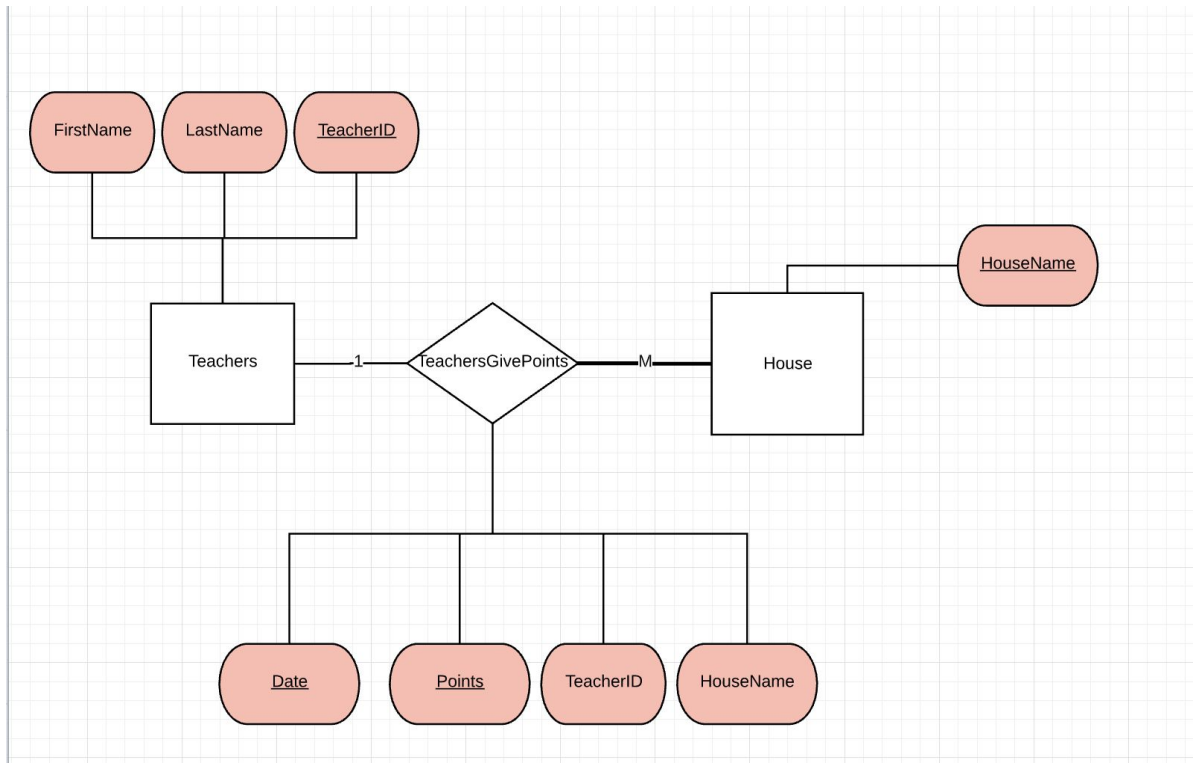 FirstName
LastName
TeacherID
HouseName
Teachers
1
TeachersGivePoints
M
House
Date
Points
TeacherID
HouseName